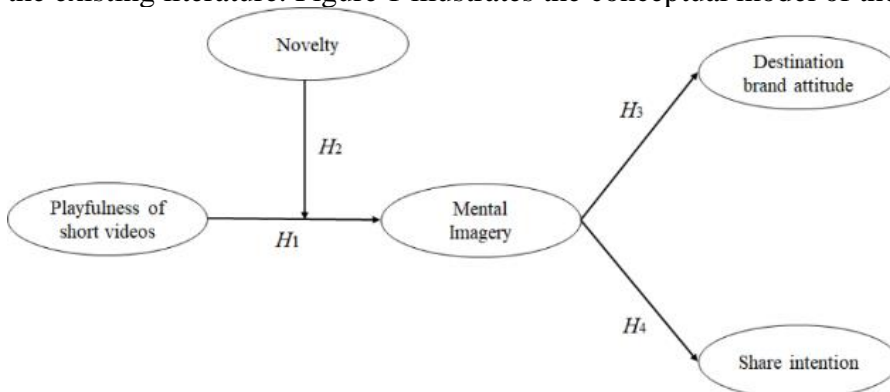 the existing literature. Figure 1 illustrates the conceptual model of the
Novelty
Destination
brand attitude
H3
H2
Playfulness of
short videos
Mental
Imagery
H1
H4
Share intention